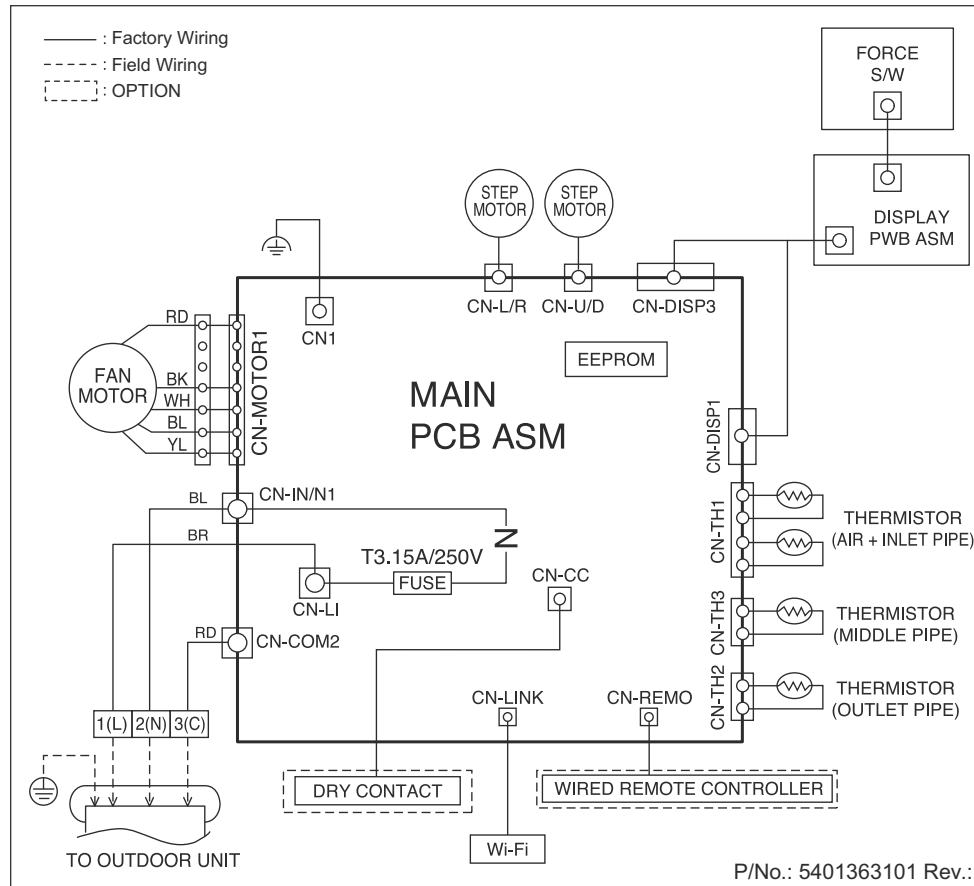 : Factory Wiring
: Field Wiring
: OPTION
FORCE
S/W
DISPLAY
PWB ASM
STEP
MOTOR
STEP
MOTOR
CN-L/R
CN-U/D
CN-DISP3
CN1
EEPROM
RD
BK
WH
BL
YL
FAN
MOTOR
CN-MOTOR1
MAIN
PCB ASM
CN-DISP1
CN-TH1
THERMISTOR
(AIR + INLET PIPE)
CN-TH3
THERMISTOR
(MIDDLE PIPE)
CN-TH2
THERMISTOR
(OUTLET PIPE)
BL
CN-IN/N1
BR
T3.15A/250V
FUSE
CN-LI
CN-CC
RD
CN-COM2
CN-LINK
CN-REMO
1(L)
2(N)
3(C)
DRY CONTACT
WIRED REMOTE CONTROLLER
Wi-Fi
TO OUTDOOR UNIT
P/No.: 5401363101 Rev.: